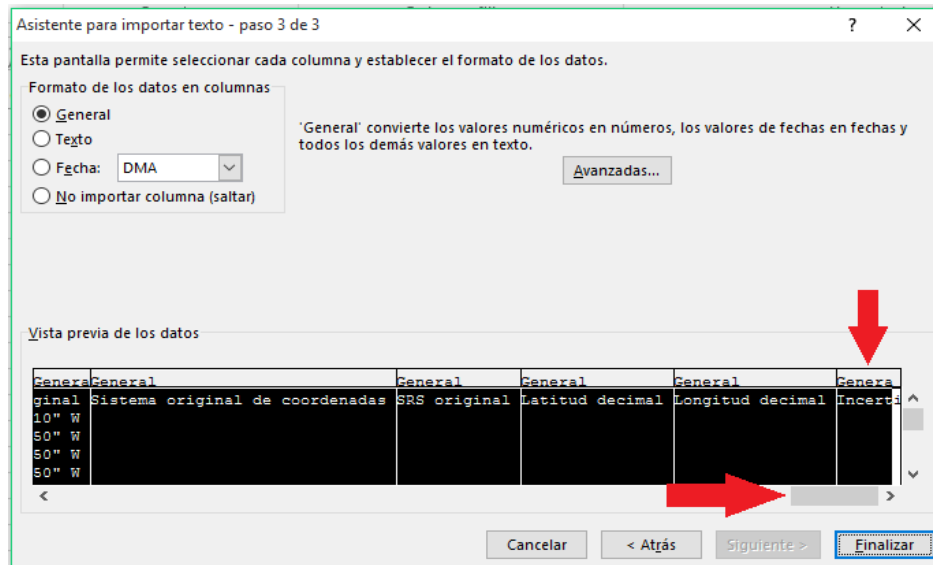 Asistente para importar texto - paso 3 de 3 ?
Esta pantalla permite seleccionar cada columna y establecer el formato de los datos.
Formato de los datos en columnas
General
Texto
Fecha: DMA
No importar columna (saltar)
'General' convierte los valores numéricos en números, los valores de fechas en fechas y
todos los demás valores en texto.
Avanzadas...
Vista previa de los datos
Genera General General General General Genera
ginal Sistema original de coordenadas SRS original Latitud decimal Longitud decimal Incerti
10" W
50" W
50" W
50" W
Cancelar < Atrás Siguiente > Finalizar